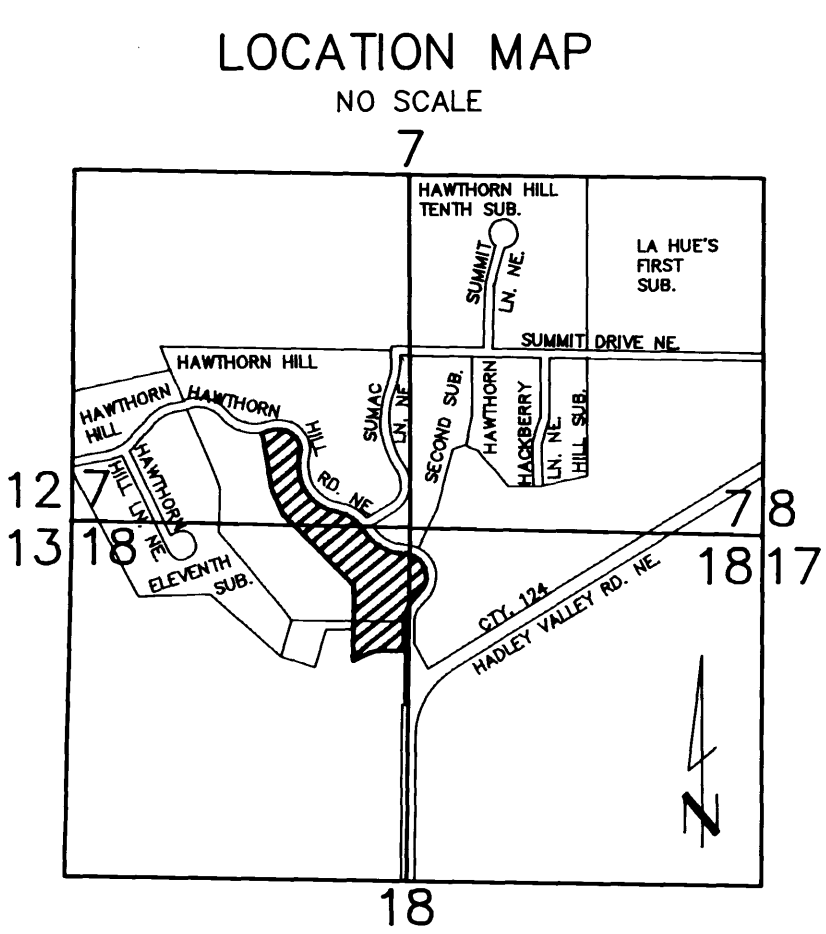 LOCATION MAP
NO SCALE
7
HAWTHORN HILL
TENTH SUB.
SUMMIT
LN. NE.
LA HUE'S
FIRST
SUB.
SUMMIT DRIVE NE.
HAWTHORN HILL
HAWTHORN
HILL
HAWTHORN
HILL
RD. NE
SUMAC
LN. NE
SECOND SUB.
HAWTHORN
HACKBERRY
LN. NE.
HILL SUB.
HAWTHORN
HILL LN. NE.
12 7
7 8
13 18
18 17
ELEVENTH
SUB.
CTY. 124
HADLEY VALLEY RD. NE.
N
18